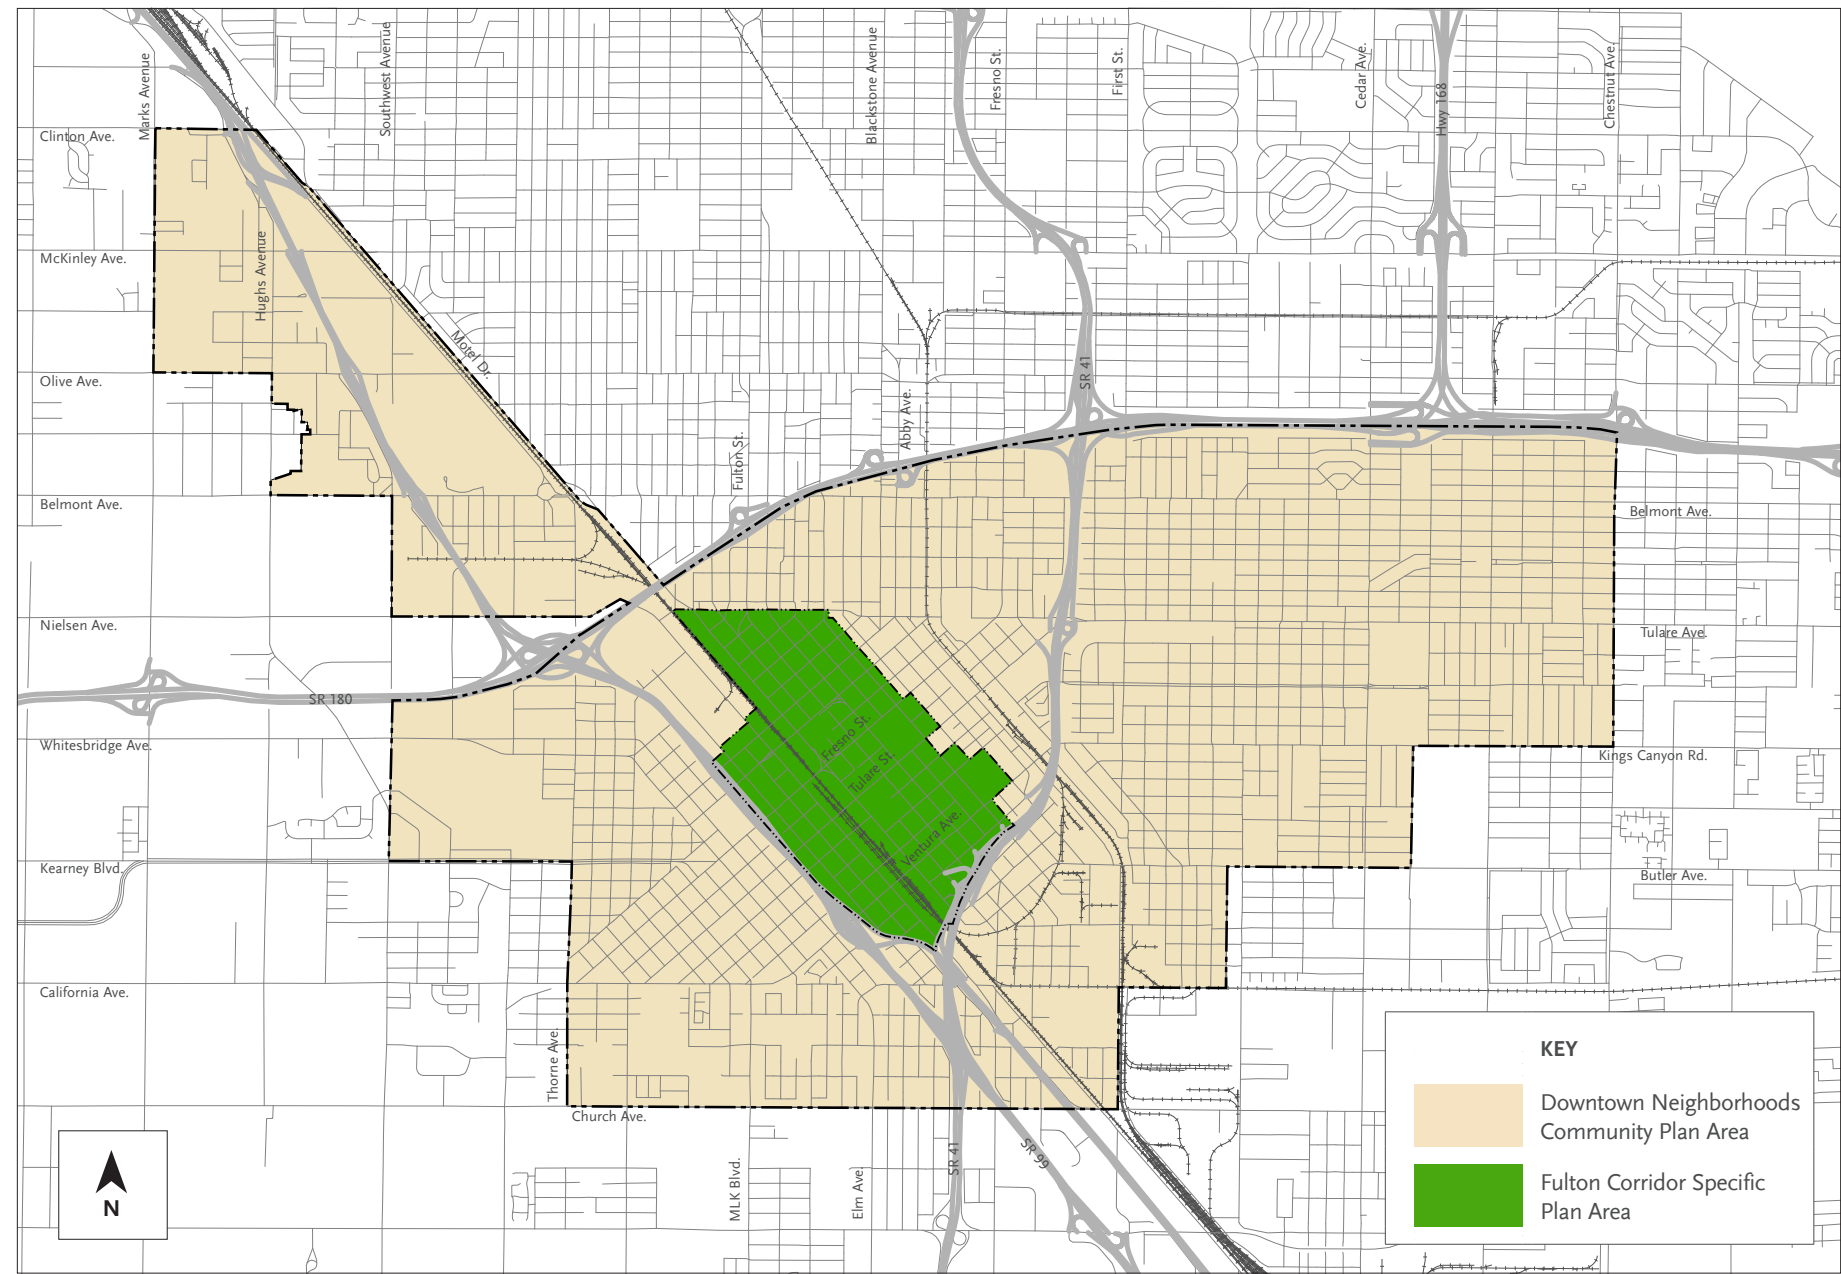 Marks Avenue
Southwest Avenue
Blackstone Avenue
Fresno St.
First St.
Cedar Ave.
Hwy 168
Chestnut Ave.
Clinton Ave.
McKinley Ave.
Hughs Avenue
Motel Dr.
Olive Ave.
SR 41
Abby Ave.
Fulton St.
Belmont Ave.
Belmont Ave.
Nielsen Ave.
Tulare Ave.
SR 180
Whitesbridge Ave.
Fresno St.
Tulare St.
Ventura Ave.
Kings Canyon Rd.
Kearney Blvd.
Butler Ave.
California Ave.
Thorne Ave.
Church Ave.
MLK Blvd.
Elm Ave.
SR 41
SR 99
N
KEY
Downtown Neighborhoods
Community Plan Area
Fulton Corridor Specific
Plan Area